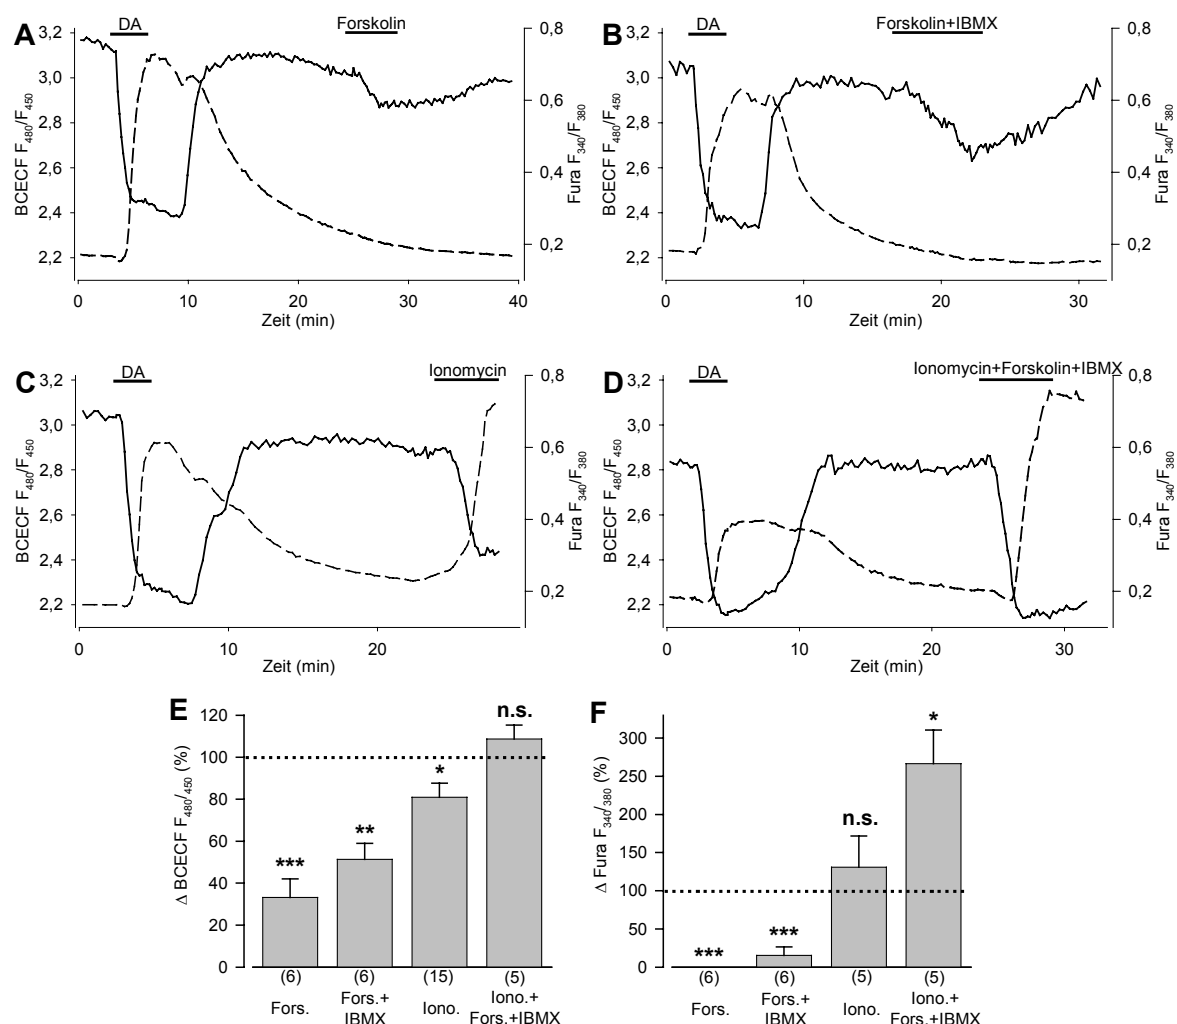 A
DA
Forskolin
3,2
3,0
2,8
2,6
2,4
2,2
BCECF F480/F450
0,8
0,6
0,4
0,2
Fura F340/F380
0
10
20
30
40
Zeit (min)
B
DA
Forskolin+IBMX
3,2
3,0
2,8
2,6
2,4
2,2
BCECF F480/F450
0,8
0,6
0,4
0,2
Fura F340/F380
0
10
20
30
Zeit (min)
C
DA
Ionomycin
3,2
3,0
2,8
2,6
2,4
2,2
BCECF F480/F450
0,8
0,6
0,4
0,2
Fura F340/F380
0
10
20
Zeit (min)
D
DA
Ionomycin+Forskolin+IBMX
3,2
3,0
2,8
2,6
2,4
2,2
BCECF F480/F450
0,8
0,6
0,4
0,2
Fura F340/F380
0
10
20
30
Zeit (min)
E
120
100
80
60
40
20
0
Δ BCECF F480/450 (%)
***
**
*
n.s.
(6)
(6)
(15)
(5)
Fors.
Fors.+
IBMX
Iono.
Iono.+
Fors.+IBMX
F
300
250
200
150
100
50
0
Δ Fura F340/380 (%)
***
***
n.s.
*
(6)
(6)
(5)
(5)
Fors.
Fors.+
IBMX
Iono.
Iono.+
Fors.+IBMX